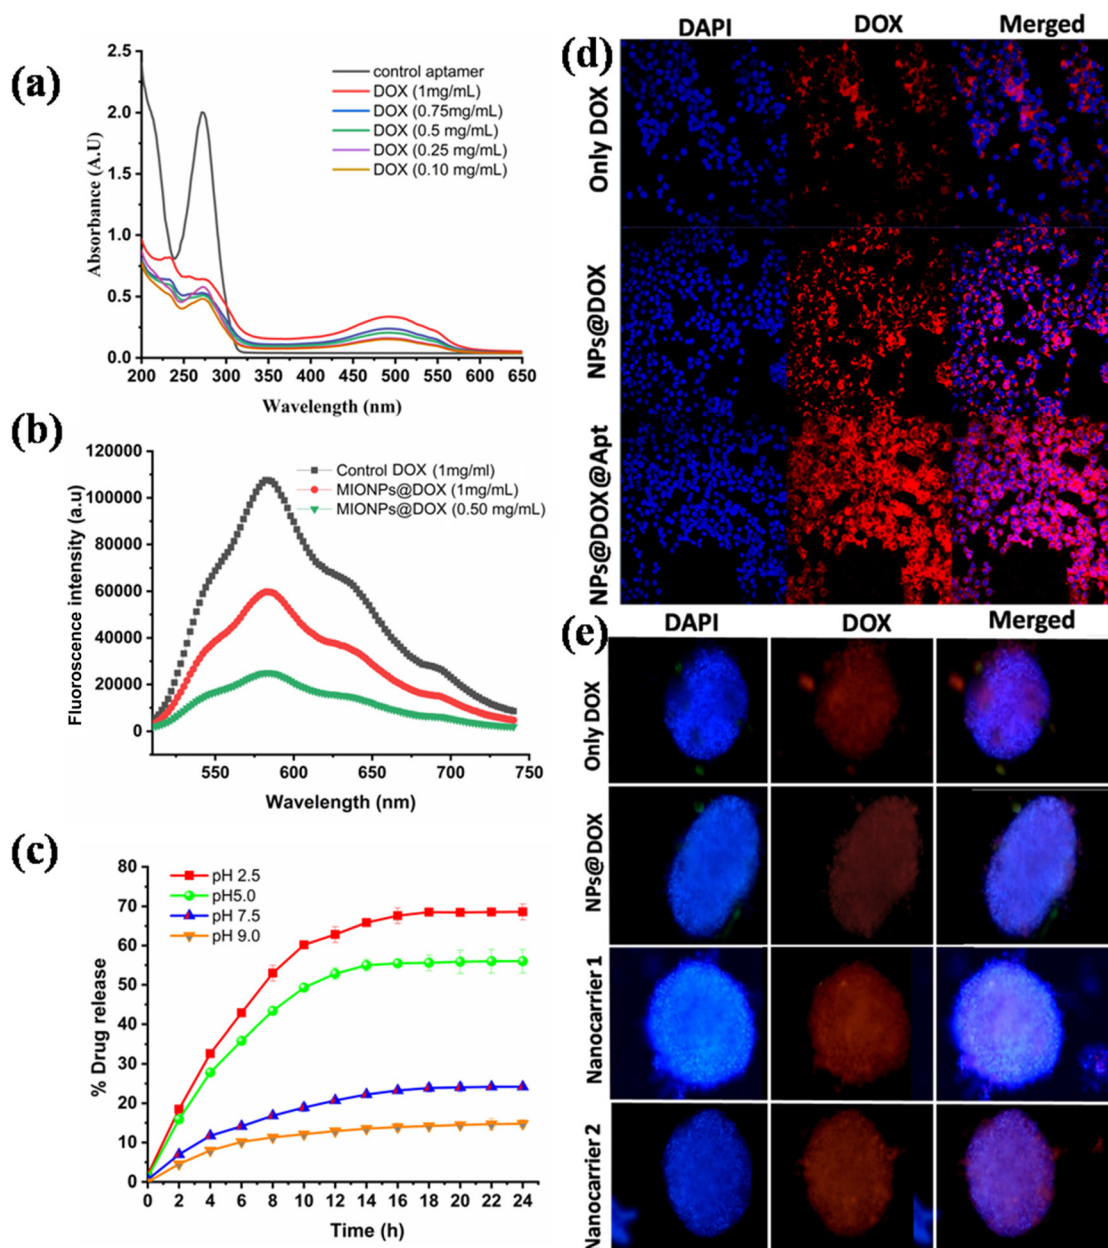 (a)
2.5
2.0
1.5
1.0
0.5
0.0
Absorbance (A.U)
control aptamer
DOX (1mg/mL)
DOX (0.75mg/mL)
DOX (0.5 mg/mL)
DOX (0.25 mg/mL)
DOX (0.10 mg/mL)
200 250 300 350 400 450 500 550 600 650
Wavelength (nm)
(b)
120000
100000
80000
60000
40000
20000
0
Fluoroscence intensity (a.u)
Control DOX (1mg/ml)
MIONPs@DOX (1mg/mL)
MIONPs@DOX (0.50 mg/mL)
550 600 650 700 750
Wavelength (nm)
(c)
80
70
60
50
40
30
20
10
0
% Drug release
pH 2.5
pH5.0
pH 7.5
pH 9.0
0 2 4 6 8 10 12 14 16 18 20 22 24
Time (h)
(d)
DAPI DOX Merged
Only DOX
NPs@DOX
NPs@DOX@Apt
(e)
DAPI DOX Merged
Only DOX
NPs@DOX
Nanocarrier 1
Nanocarrier 2